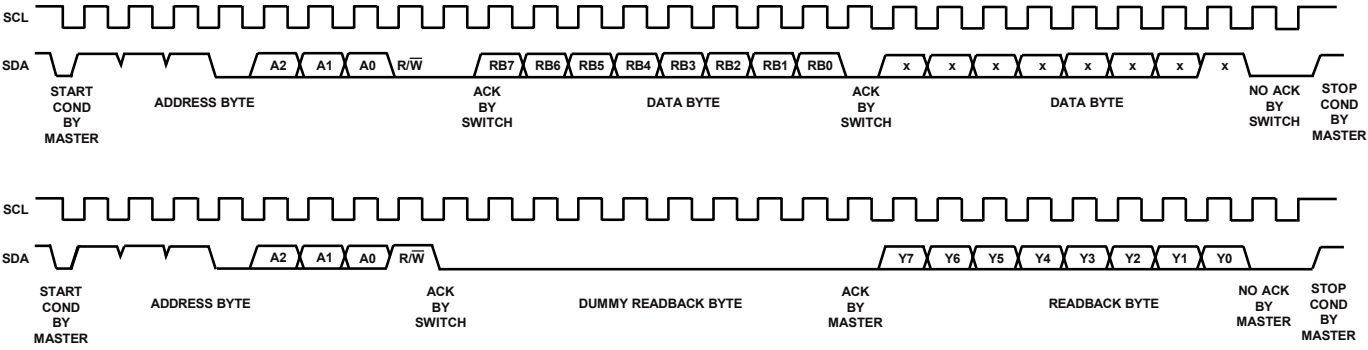 SCL
SDA A2 A1 A0 R/W̅ RB7 RB6 RB5 RB4 RB3 RB2 RB1 RB0 x x x x x x x x
START COND BY MASTER
ADDRESS BYTE
ACK BY SWITCH
DATA BYTE
ACK BY SWITCH
DATA BYTE
NO ACK BY SWITCH
STOP COND BY MASTER
SCL
SDA A2 A1 A0 R/W̅ Y7 Y6 Y5 Y4 Y3 Y2 Y1 Y0
START COND BY MASTER
ADDRESS BYTE
ACK BY SWITCH
DUMMY READBACK BYTE
ACK BY MASTER
READBACK BYTE
NO ACK BY MASTER
STOP COND BY MASTER